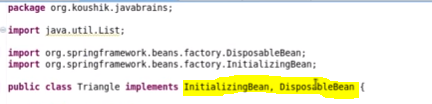 package org.koushik.javabrains;
import java.util.List;
import org.springframework.beans.factory.DisposableBean;
import org.springframework.beans.factory.InitializingBean;
public class Triangle implements InitializingBean, DisposableBean {